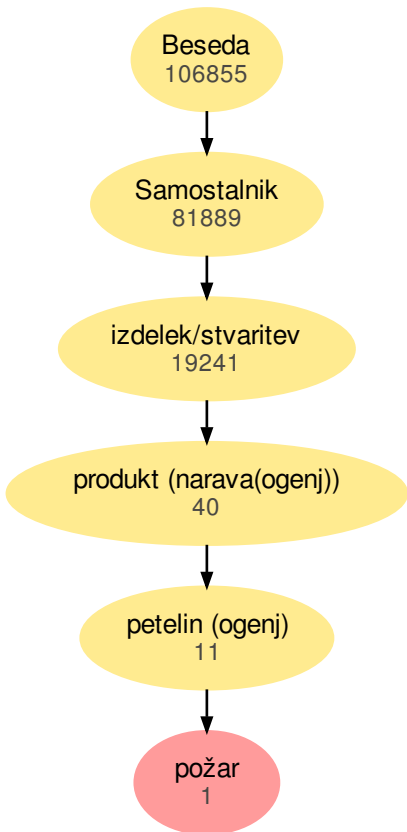 Beseda
106855
Samostalnik
81889
izdelek/stvaritev
19241
produkt (narava(ogenj))
40
petelin (ogenj)
11
požar
1